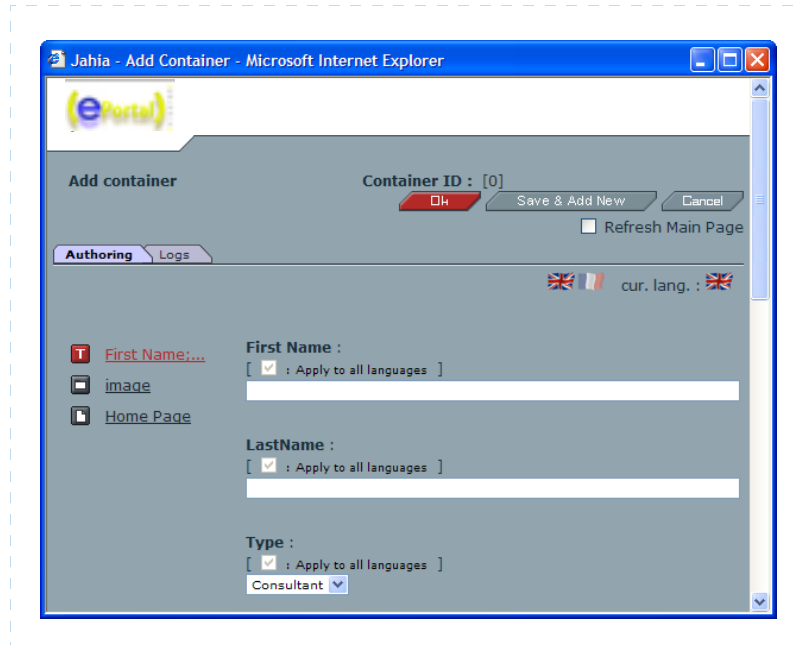 Jahia - Add Container - Microsoft Internet Explorer
(ePortal)
Add container
Container ID : [0]
Ok Save & Add New Cancel
Refresh Main Page
Authoring Logs
cur. lang. :
T First Name;...
image
Home Page
First Name :
[ : Apply to all languages ]
LastName :
[ : Apply to all languages ]
Type :
[ : Apply to all languages ]
Consultant